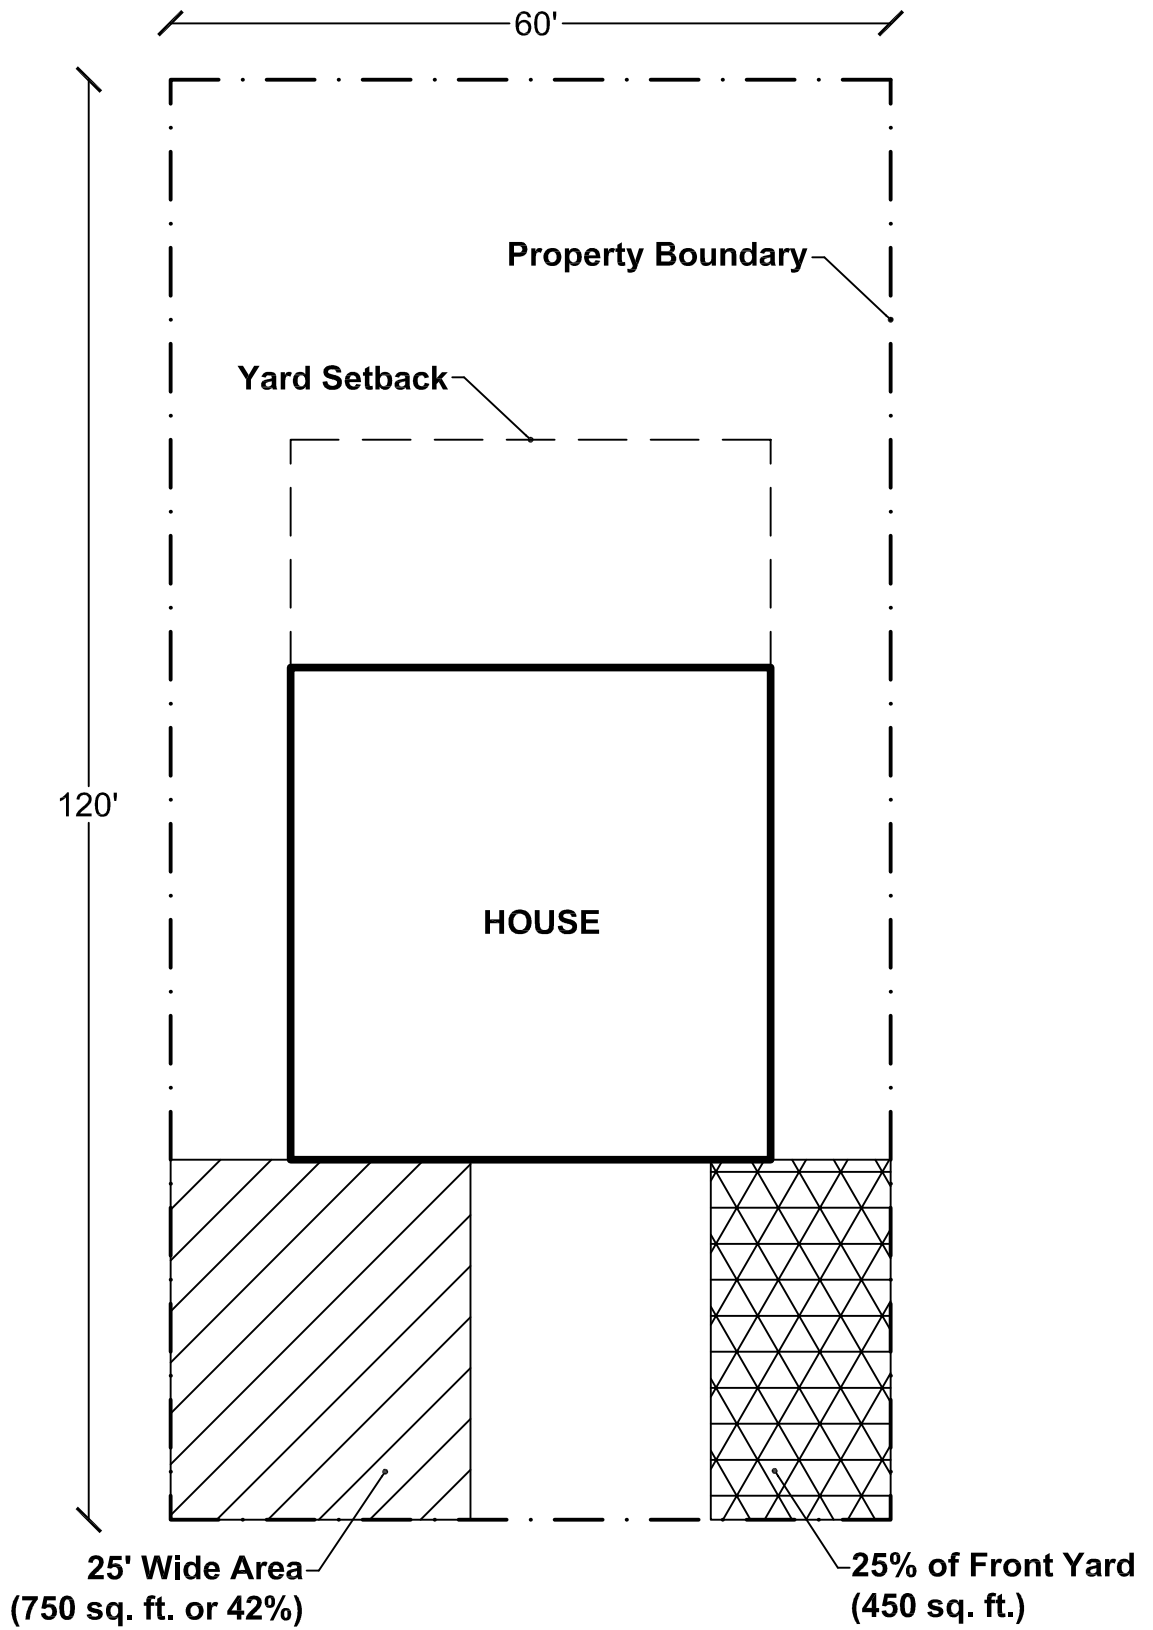 60'
Property Boundary
Yard Setback
120'
HOUSE
25' Wide Area
(750 sq. ft. or 42%)
25% of Front Yard
(450 sq. ft.)